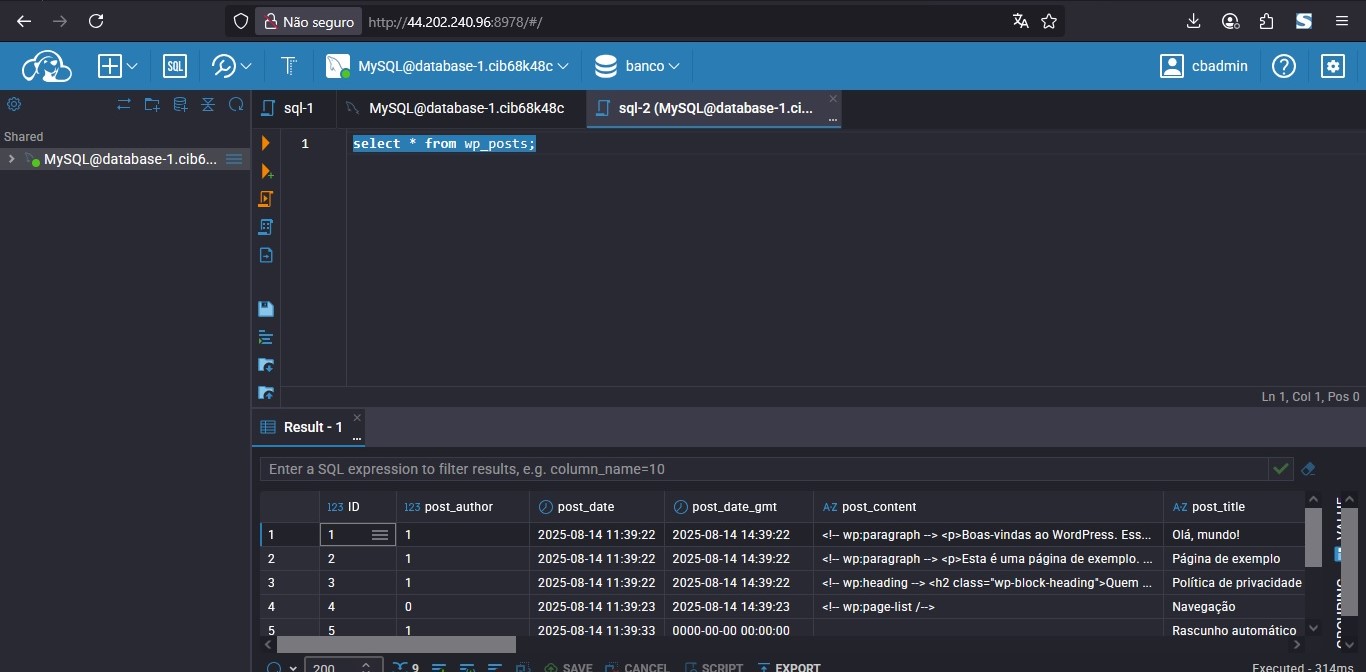 Não seguro http://44.202.240.96:8978/#/
SQL MySQL@database-1.cib68k48c banco cbadmin
sql-1 MySQL@database-1.cib68k48c sql-2 (MySQL@database-1.ci...
Shared
MySQL@database-1.cib6...
1 select * from wp_posts;
Ln 1, Col 1, Pos 0
Result - 1
Enter a SQL expression to filter results, e.g. column_name=10
123 ID 123 post_author post_date post_date_gmt A-Z post_content A-Z post_title
1 1 1 2025-08-14 11:39:22 2025-08-14 14:39:22 <!-- wp:paragraph --> <p>Boas-vindas ao WordPress. Ess... Olá, mundo!
2 2 1 2025-08-14 11:39:22 2025-08-14 14:39:22 <!-- wp:paragraph --> <p>Esta é uma página de exemplo. ... Página de exemplo
3 3 1 2025-08-14 11:39:22 2025-08-14 14:39:22 <!-- wp:heading --> <h2 class="wp-block-heading">Quem ... Política de privacidade
4 4 0 2025-08-14 11:39:23 2025-08-14 14:39:23 <!-- wp:page-list /--> Navegação
5 5 1 2025-08-14 11:39:33 0000-00-00 00:00:00 Rascunho automático
VALUE
GROUPING
200 9 SAVE CANCEL SCRIPT EXPORT Executed - 314ms